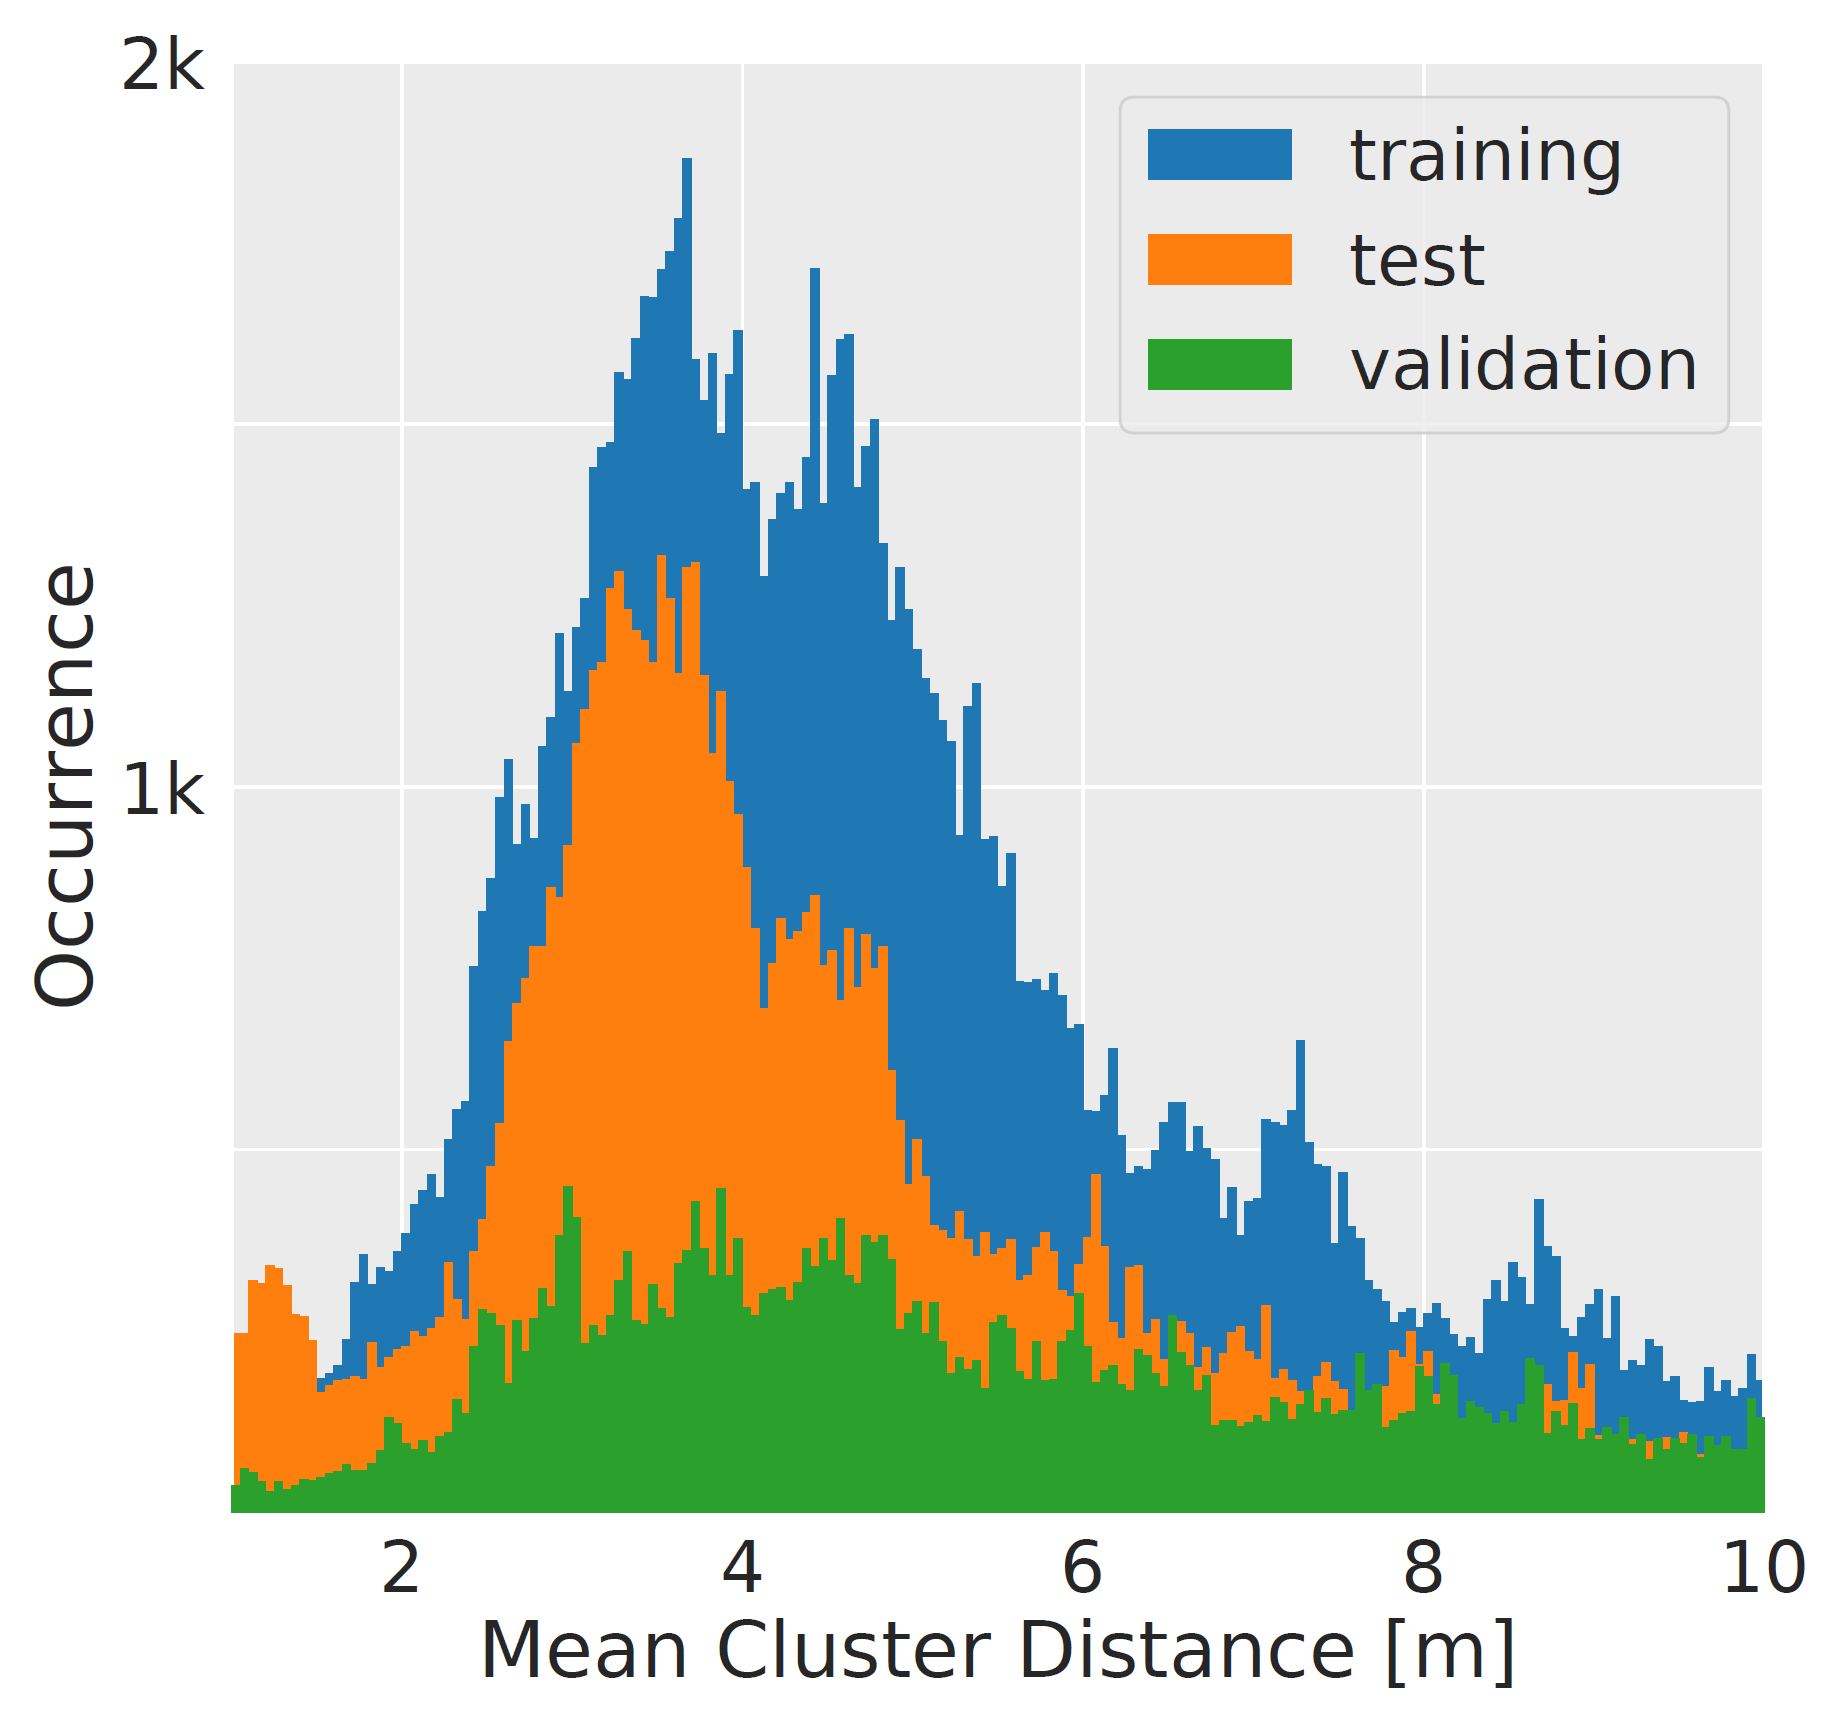 2k
1k
Occurrence
training
test
validation
2 4 6 8 10
Mean Cluster Distance [m]